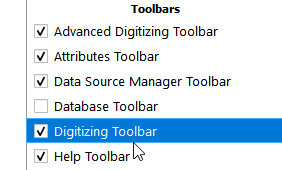 Toolbars
Advanced Digitizing Toolbar
Attributes Toolbar
Data Source Manager Toolbar
Database Toolbar
Digitizing Toolbar
Help Toolbar